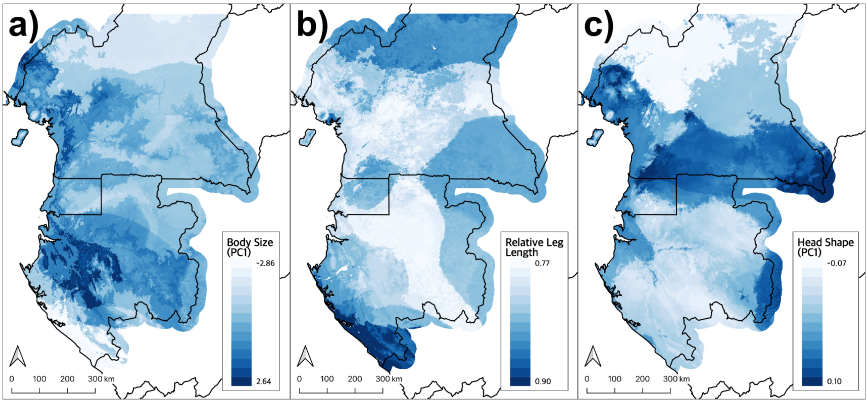 a)
Body Size
(PC1)
-2.86
2.64
0 100 200 300 km
b)
Relative Leg
Length
0.77
0.90
0 100 200 300 km
c)
Head Shape
(PC1)
-0.07
0.10
0 100 200 300 km